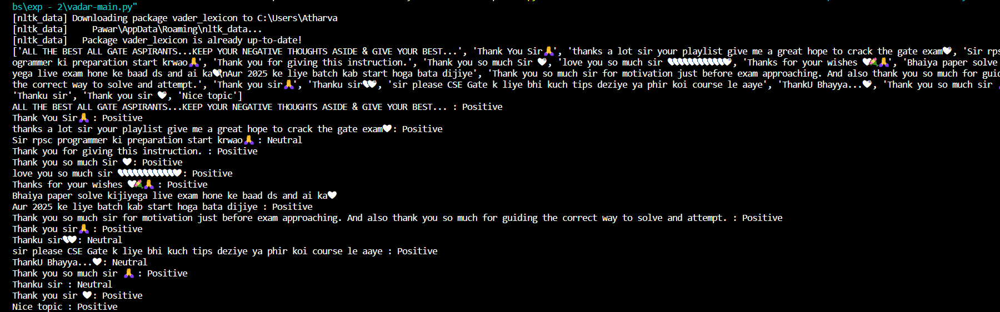 bs\exp - 2\vadar-main.py"
[nltk_data] Downloading package vader_lexicon to C:\Users\Atharva
[nltk_data]     Pawar\AppData\Roaming\nltk_data...
[nltk_data]   Package vader_lexicon is already up-to-date!
['ALL THE BEST ALL GATE ASPIRANTS...KEEP YOUR NEGATIVE THOUGHTS ASIDE & GIVE YOUR BEST...', 'Thank You Sir🙏', 'thanks a lot sir your playlist give me a great hope to crack the gate exam🤍', 'Sir rps
ogrammer ki preparation start krwao🙏', 'Thank you for giving this instruction.', 'Thank you so much Sir 🤍', 'love you so much sir 🤍🤍🤍🤍🤍🤍🤍🤍🤍🤍🤍🤍', 'Thanks for your wishes 🤍💐🙏', 'Bhaiya paper solve
yega live exam hone ke baad ds and ai ka🤍\nAur 2025 ke liye batch kab start hoga bata dijiye', 'Thank you so much sir for motivation just before exam approaching. And also thank you so much for guid
the correct way to solve and attempt.', 'Thank you sir🙏', 'Thanku sir🤍🤍', 'sir please CSE Gate k liye bhi kuch tips deziye ya phir koi course le aaye', 'ThankU Bhayya...🤍', 'Thank you so much sir
'Thanku sir', 'Thank you sir 🤍', 'Nice topic']
ALL THE BEST ALL GATE ASPIRANTS...KEEP YOUR NEGATIVE THOUGHTS ASIDE & GIVE YOUR BEST... : Positive
Thank You Sir🙏 : Positive
thanks a lot sir your playlist give me a great hope to crack the gate exam🤍: Positive
Sir rpsc programmer ki preparation start krwao🙏 : Neutral
Thank you for giving this instruction. : Positive
Thank you so much Sir 🤍: Positive
love you so much sir 🤍🤍🤍🤍🤍🤍🤍🤍🤍🤍🤍🤍: Positive
Thanks for your wishes 🤍💐🙏 : Positive
Bhaiya paper solve kijiyega live exam hone ke baad ds and ai ka🤍
Aur 2025 ke liye batch kab start hoga bata dijiye : Positive
Thank you so much sir for motivation just before exam approaching. And also thank you so much for guiding the correct way to solve and attempt. : Positive
Thank you sir🙏 : Positive
Thanku sir🤍🤍: Neutral
sir please CSE Gate k liye bhi kuch tips deziye ya phir koi course le aaye : Positive
ThankU Bhayya...🤍: Neutral
Thank you so much sir 🙏 : Positive
Thanku sir : Neutral
Thank you sir 🤍: Positive
Nice topic : Positive